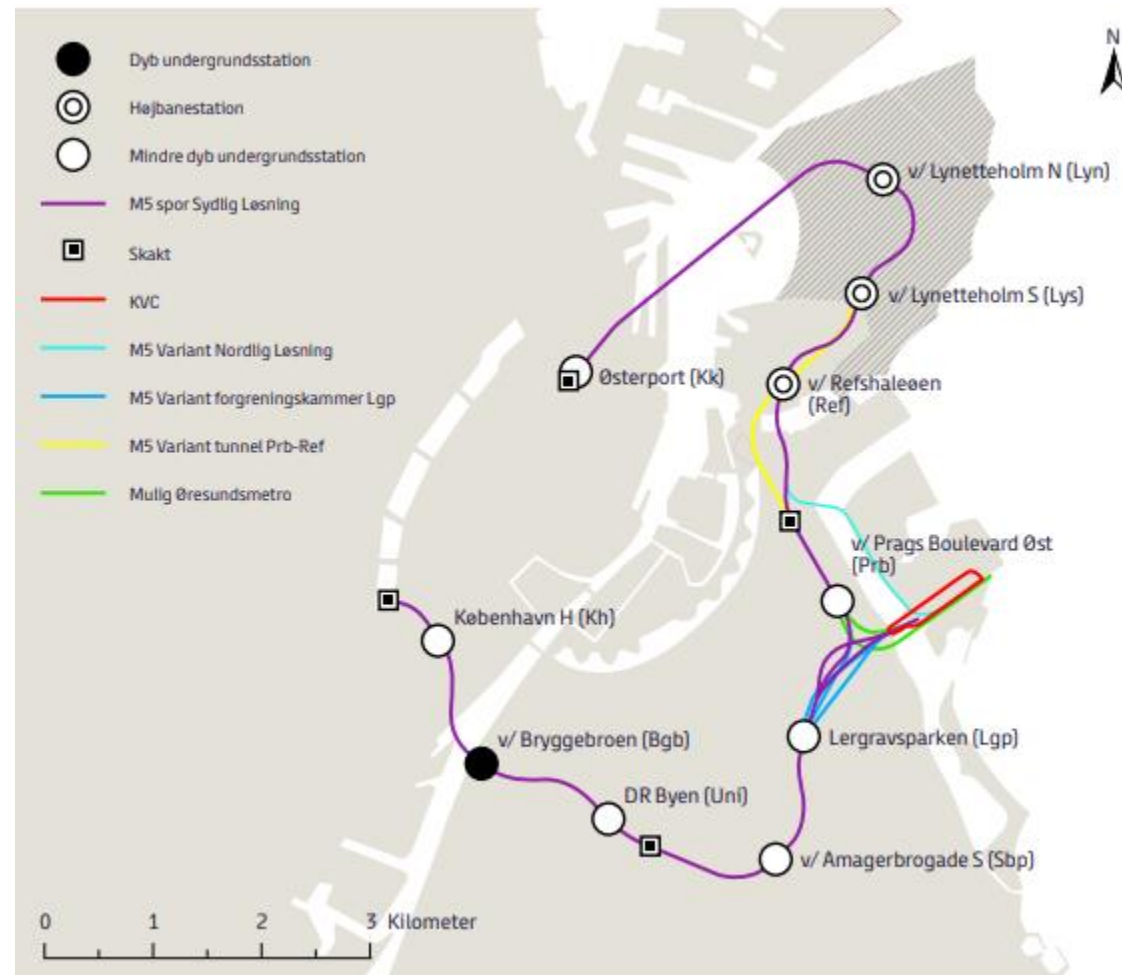 N
Dyb undergrundsstation
Højbanestation
Mindre dyb undergrundsstation
M5 spor Sydlig Løsning
Skakt
KVC
M5 Variant Nordlig Løsning
M5 Variant forgreningskammer Lgp
M5 Variant tunnel Prb-Ref
Mulig Øresundsmetro
v/ Lynetteholm N (Lyn)
v/ Lynetteholm S (Lys)
Østerport (Kk)
v/ Refshaleøen
(Ref)
v/ Prags Boulevard Øst
(Prb)
København H (Kh)
v/ Bryggebroen (Bgb)
Lergravsparken (Lgp)
DR Byen (Uni)
v/ Amagerbrogade S (Sbp)
0 1 2 3 Kilometer